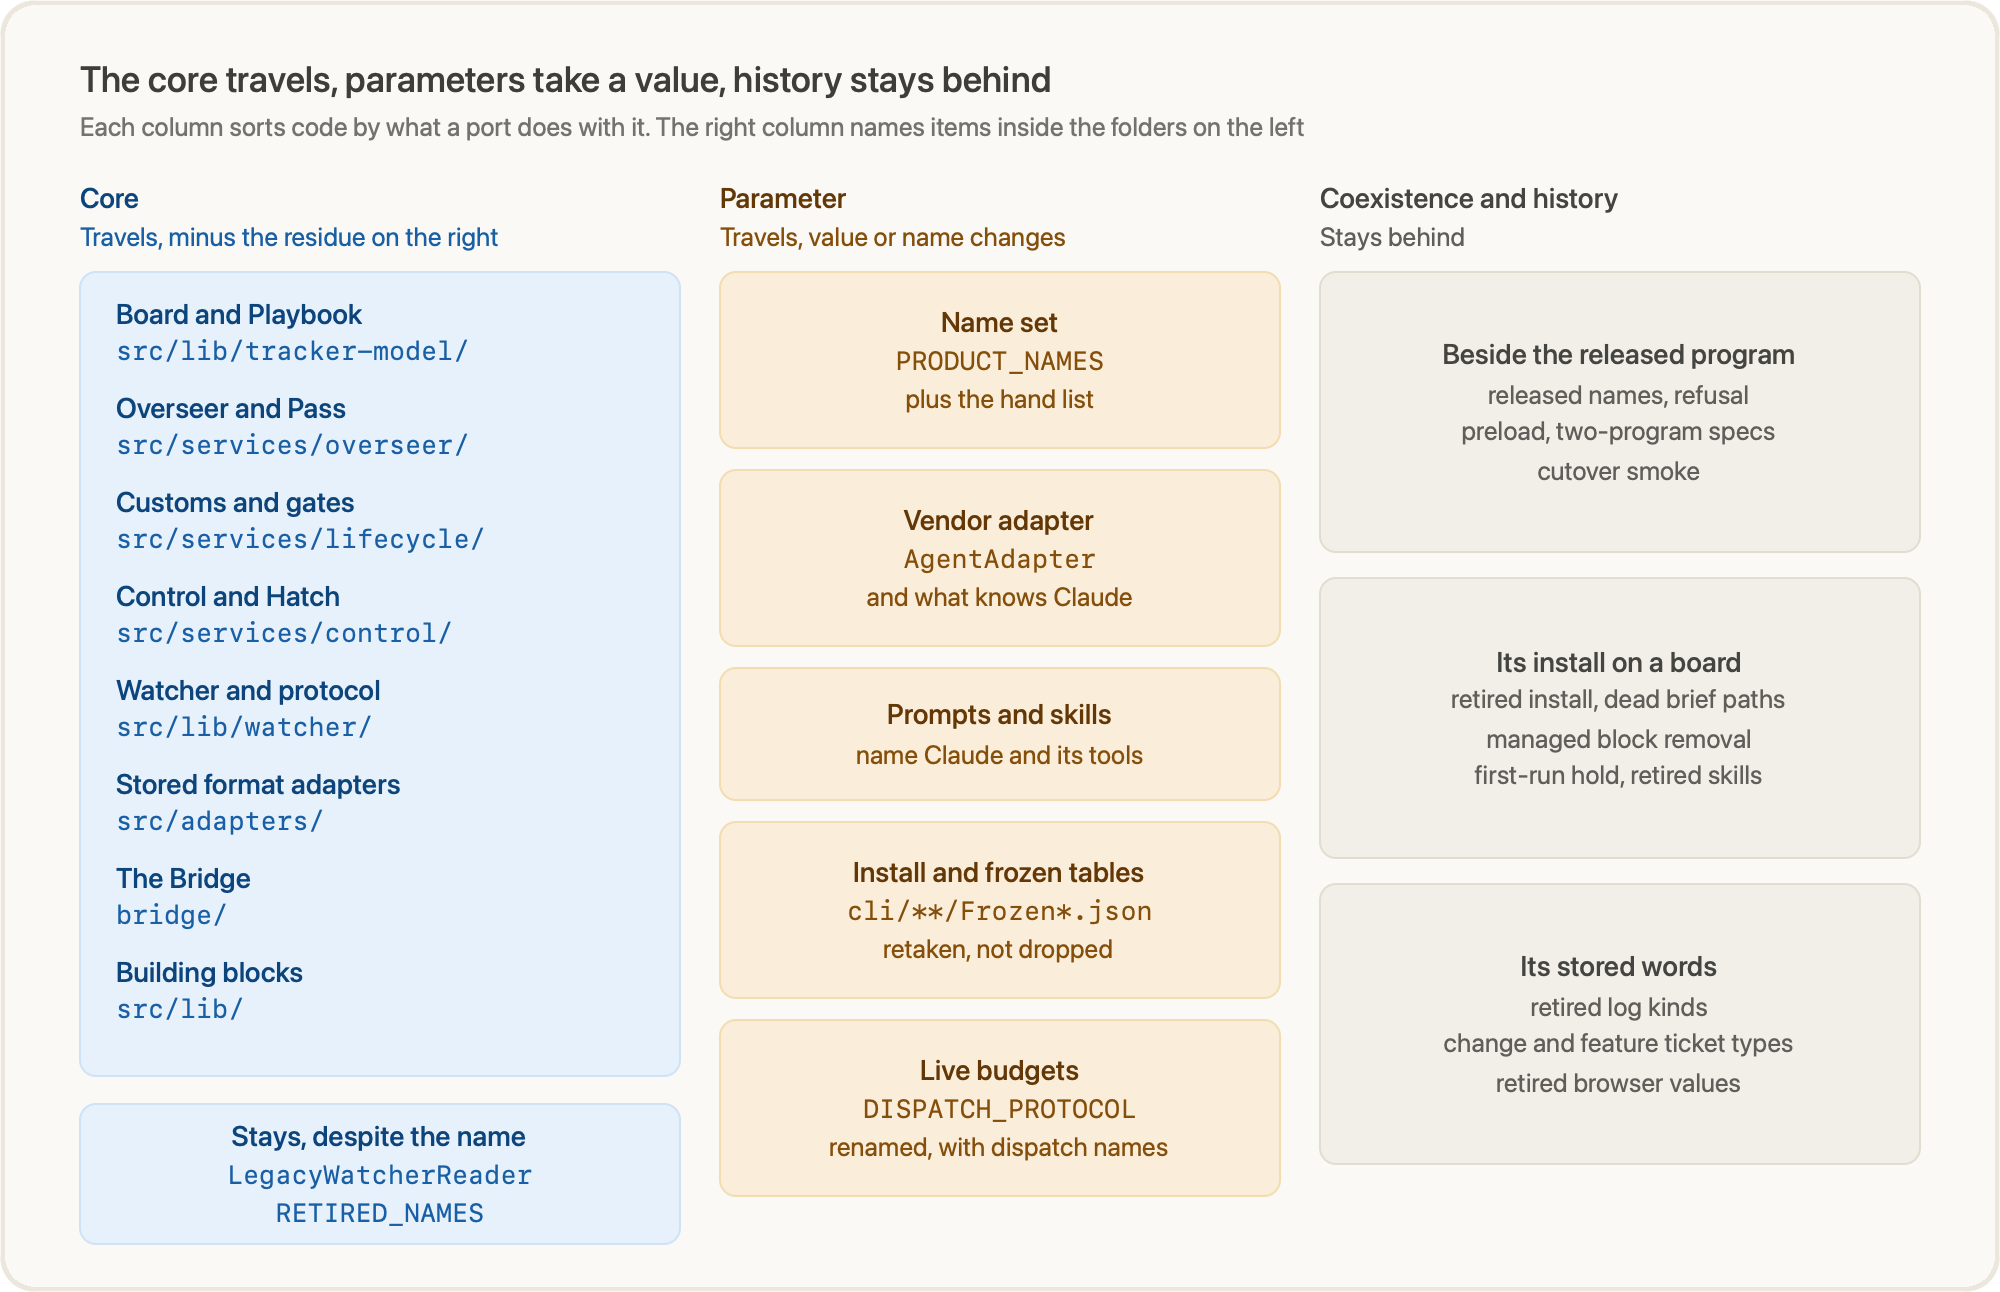 The core travels, parameters take a value, history stays behind
Each column sorts code by what a port does with it. The right column names items inside the folders on the left
Core
Travels, minus the residue on the right
Board and Playbook
src/lib/tracker-model/
Overseer and Pass
src/services/overseer/
Customs and gates
src/services/lifecycle/
Control and Hatch
src/services/control/
Watcher and protocol
src/lib/watcher/
Stored format adapters
src/adapters/
The Bridge
bridge/
Building blocks
src/lib/
Stays, despite the name
LegacyWatcherReader
RETIRED_NAMES
Parameter
Travels, value or name changes
Name set
PRODUCT_NAMES
plus the hand list
Vendor adapter
AgentAdapter
and what knows Claude
Prompts and skills
name Claude and its tools
Install and frozen tables
cli/**/Frozen*.json
retaken, not dropped
Live budgets
DISPATCH_PROTOCOL
renamed, with dispatch names
Coexistence and history
Stays behind
Beside the released program
released names, refusal
preload, two-program specs
cutover smoke
Its install on a board
retired install, dead brief paths
managed block removal
first-run hold, retired skills
Its stored words
retired log kinds
change and feature ticket types
retired browser values